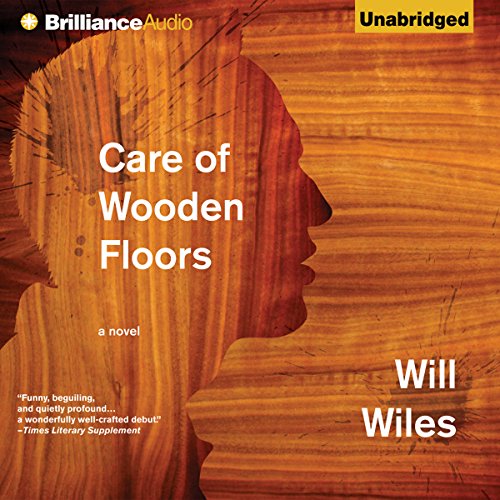 BrillianceAudio
Unabridged
Care of
Wooden
Floors
a novel
"Funny, beguiling,
and quietly profound…
a wonderfully well-crafted debut."
–Times Literary Supplement
Will
Wiles